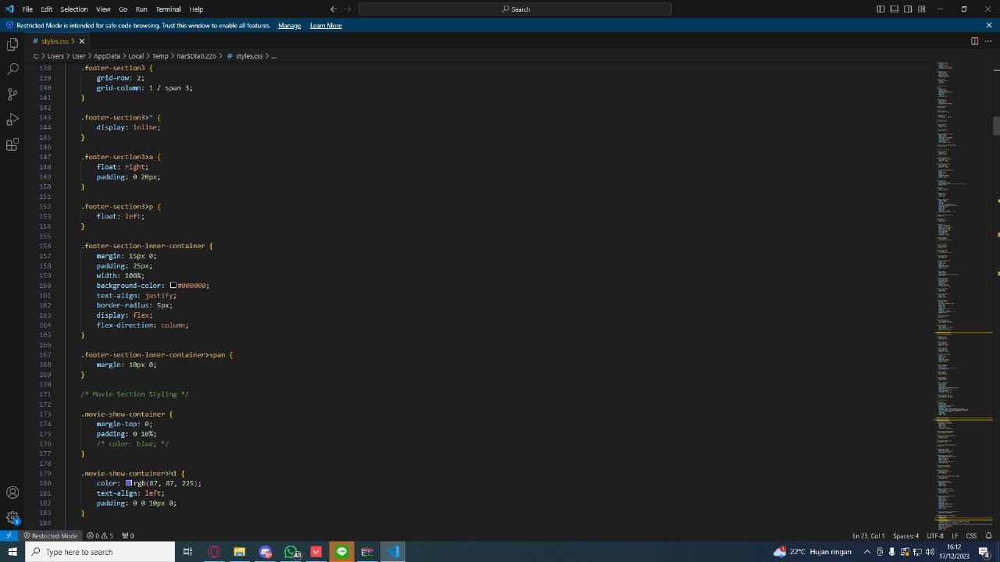 File Edit Selection View Go Run Terminal Help
Search
Restricted Mode is intended for safe code browsing. Trust this window to enable all features. Manage Learn More
# styles.css 5
C: > Users > User > AppData > Local > Temp > Rar$DIa0.226 > # styles.css > ...
138 .footer-section3 {
139 grid-row: 2;
140 grid-column: 1 / span 3;
141 }
142
143 .footer-section3>* {
144 display: inline;
145 }
146
147 .footer-section3>a {
148 float: right;
149 padding: 0 20px;
150 }
151
152 .footer-section3>p {
153 float: left;
154 }
155
156 .footer-section-inner-container {
157 margin: 15px 0;
158 padding: 25px;
159 width: 100%;
160 background-color: #000000;
161 text-align: justify;
162 border-radius: 5px;
163 display: flex;
164 flex-direction: column;
165 }
166
167 .footer-section-inner-container>span {
168 margin: 10px 0;
169 }
170
171 /* Movie Section Styling */
172
173 .movie-show-container {
174 margin-top: 0;
175 padding: 0 10%;
176 /* color: blue; */
177 }
178
179 .movie-show-container>h1 {
180 color: rgb(87, 87, 225);
181 text-align: left;
182 padding: 0 0 10px 0;
183 }
184
1
Restricted Mode 0 5 0 Ln 23, Col 1 Spaces: 4 UTF-8 LF CSS
Type here to search
40
22°C Hujan ringan
16:12
17/12/2023
4